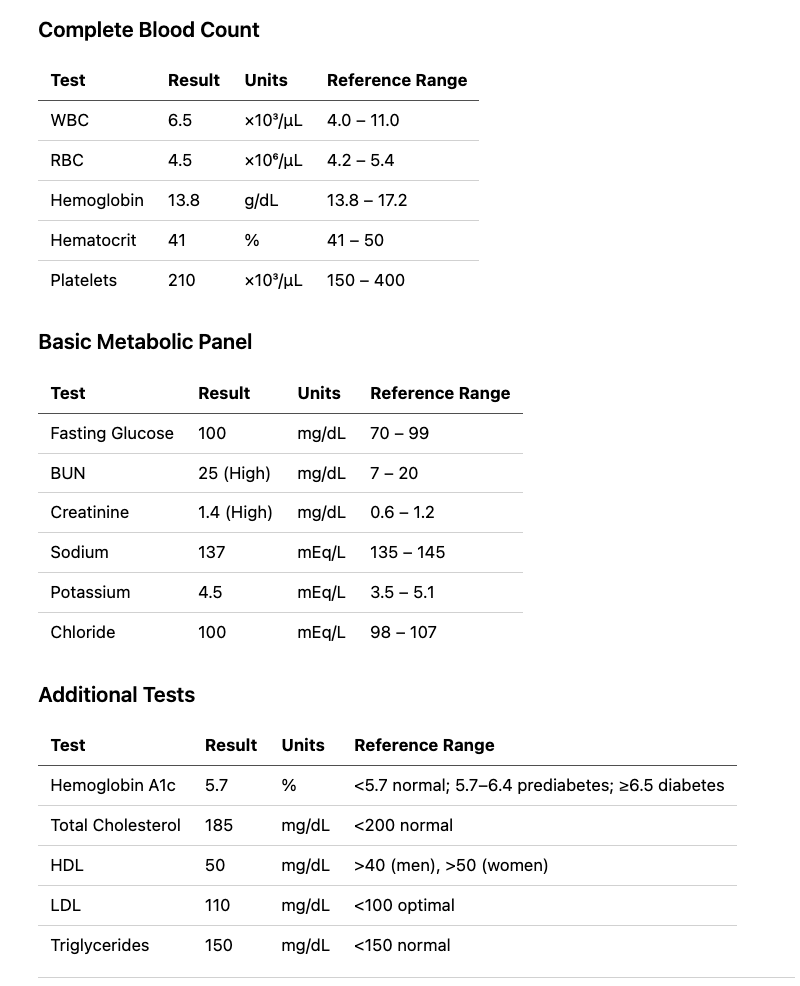 Complete Blood Count
Test Result Units Reference Range
WBC 6.5 ×10³/µL 4.0 – 11.0
RBC 4.5 ×10⁶/µL 4.2 – 5.4
Hemoglobin 13.8 g/dL 13.8 – 17.2
Hematocrit 41 % 41 – 50
Platelets 210 ×10³/µL 150 – 400
Basic Metabolic Panel
Test Result Units Reference Range
Fasting Glucose 100 mg/dL 70 – 99
BUN 25 (High) mg/dL 7 – 20
Creatinine 1.4 (High) mg/dL 0.6 – 1.2
Sodium 137 mEq/L 135 – 145
Potassium 4.5 mEq/L 3.5 – 5.1
Chloride 100 mEq/L 98 – 107
Additional Tests
Test Result Units Reference Range
Hemoglobin A1c 5.7 % <5.7 normal; 5.7–6.4 prediabetes; ≥6.5 diabetes
Total Cholesterol 185 mg/dL <200 normal
HDL 50 mg/dL >40 (men), >50 (women)
LDL 110 mg/dL <100 optimal
Triglycerides 150 mg/dL <150 normal